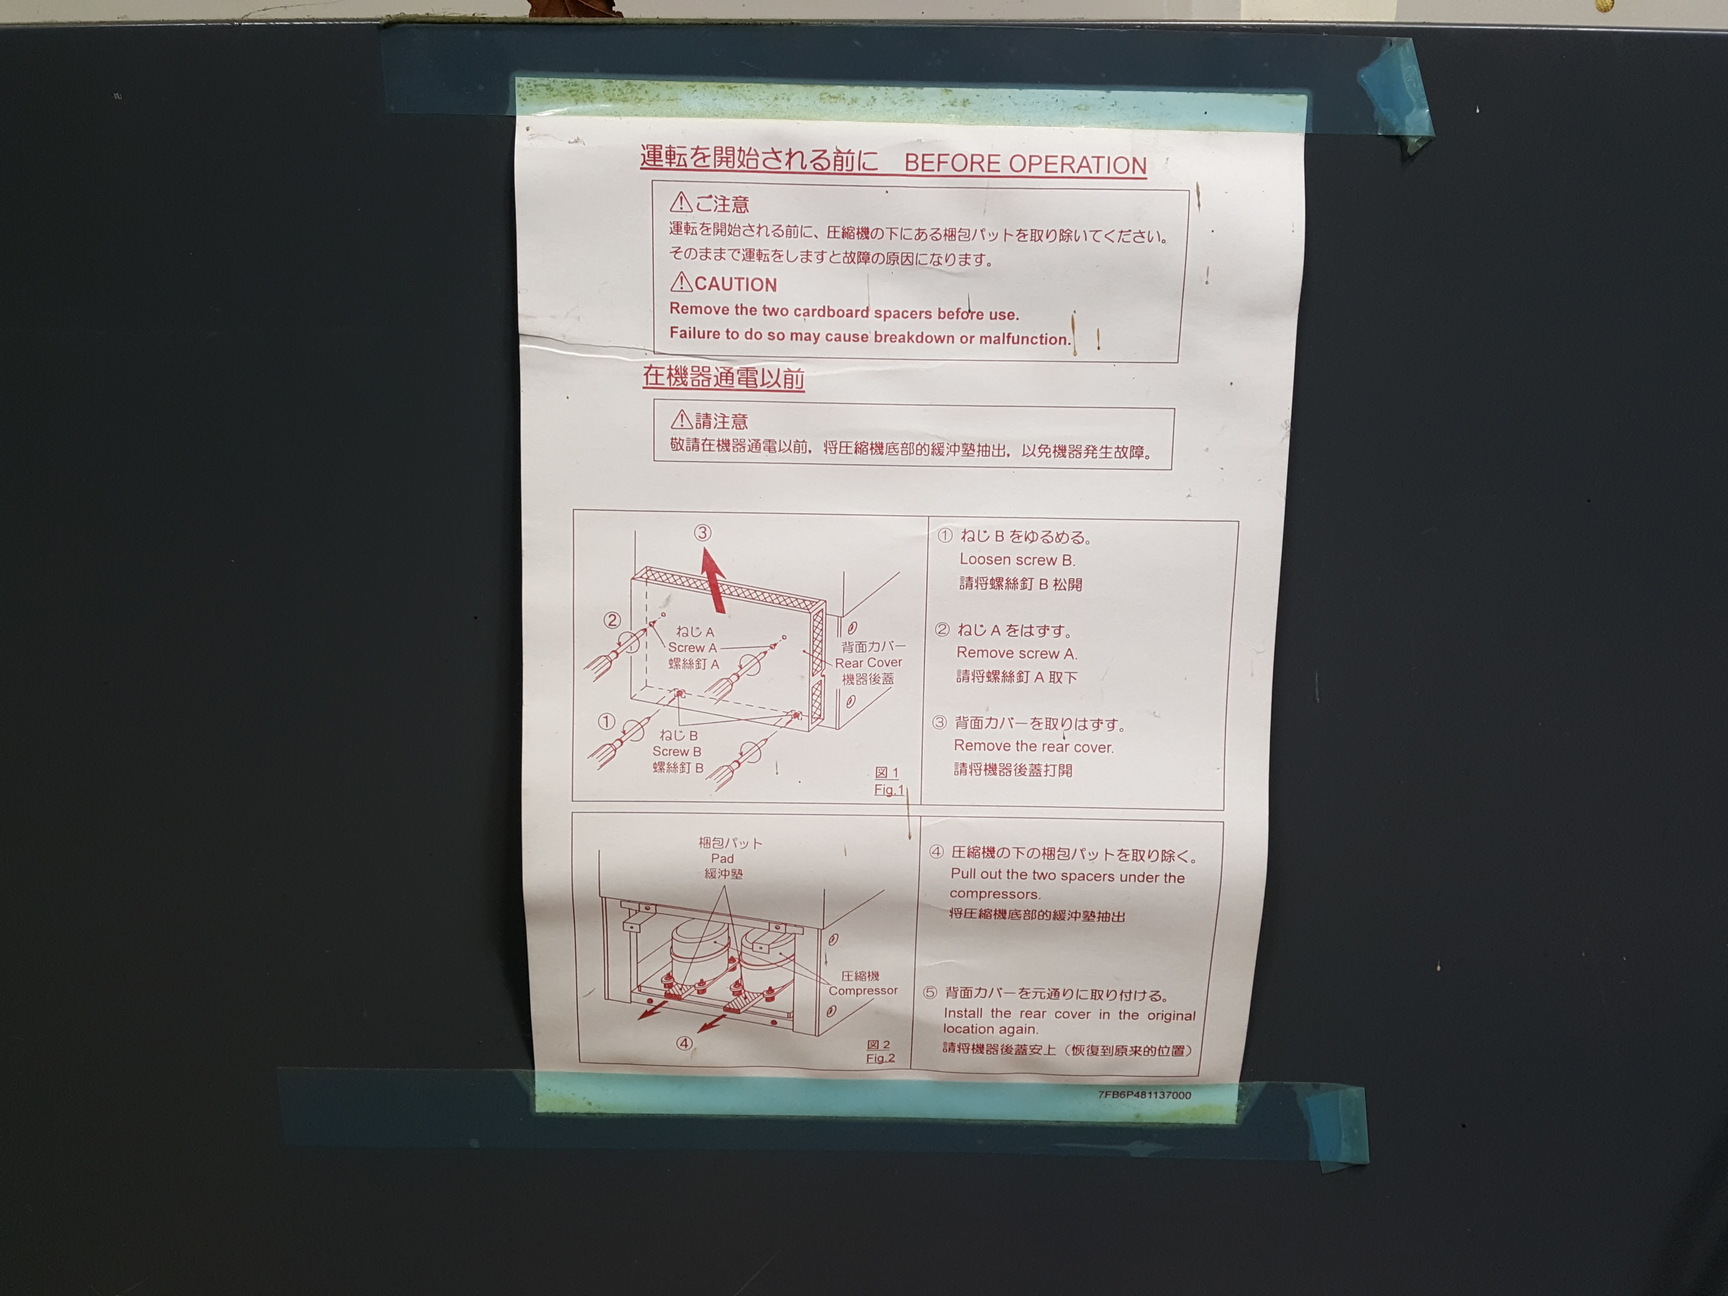 運転を開始される前に BEFORE OPERATION
⚠ご注意
運転を開始される前に、圧縮機の下にある梱包パットを取り除いてください。
そのままで運転をしますと故障の原因になります。
⚠CAUTION
Remove the two cardboard spacers before use.
Failure to do so may cause breakdown or malfunction.
在機器通電以前
⚠請注意
敬請在機器通電以前，将圧縮機底部的緩沖塾抽出，以免機器発生故障。
③
②
ねじ A
Screw A
螺絲釘 A
背面カバー
Rear Cover
機器後蓋
①
ねじ B
Screw B
螺絲釘 B
図 1
Fig.1
① ねじ B をゆるめる。
Loosen screw B.
請将螺絲釘 B 松開
② ねじ A をはずす。
Remove screw A.
請将螺絲釘 A 取下
③ 背面カバーを取りはずす。
Remove the rear cover.
請将機器後蓋打開
梱包パット
Pad
緩沖塾
圧縮機
Compressor
④
図 2
Fig.2
④ 圧縮機の下の梱包パットを取り除く。
Pull out the two spacers under the
compressors.
将圧縮機底部的緩沖塾抽出
⑤ 背面カバーを元通りに取り付ける。
Install the rear cover in the original
location again.
請将機器後蓋安上（恢復到原来的位置）
7FB6P481137000